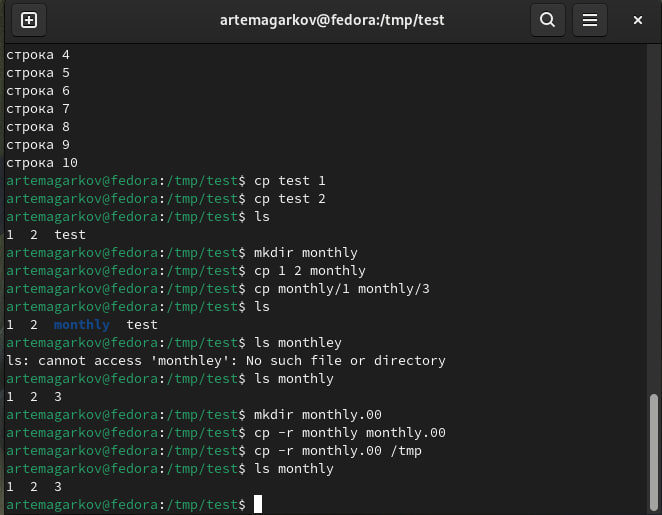 artemagarkov@fedora:/tmp/test
строка 4
строка 5
строка 6
строка 7
строка 8
строка 9
строка 10
artemagarkov@fedora:/tmp/test$ cp test 1
artemagarkov@fedora:/tmp/test$ cp test 2
artemagarkov@fedora:/tmp/test$ ls
1  2  test
artemagarkov@fedora:/tmp/test$ mkdir monthly
artemagarkov@fedora:/tmp/test$ cp 1 2 monthly
artemagarkov@fedora:/tmp/test$ cp monthly/1 monthly/3
artemagarkov@fedora:/tmp/test$ ls
1  2  monthly  test
artemagarkov@fedora:/tmp/test$ ls monthley
ls: cannot access 'monthley': No such file or directory
artemagarkov@fedora:/tmp/test$ ls monthly
1  2  3
artemagarkov@fedora:/tmp/test$ mkdir monthly.00
artemagarkov@fedora:/tmp/test$ cp -r monthly monthly.00
artemagarkov@fedora:/tmp/test$ cp -r monthly.00 /tmp
artemagarkov@fedora:/tmp/test$ ls monthly
1  2  3
artemagarkov@fedora:/tmp/test$